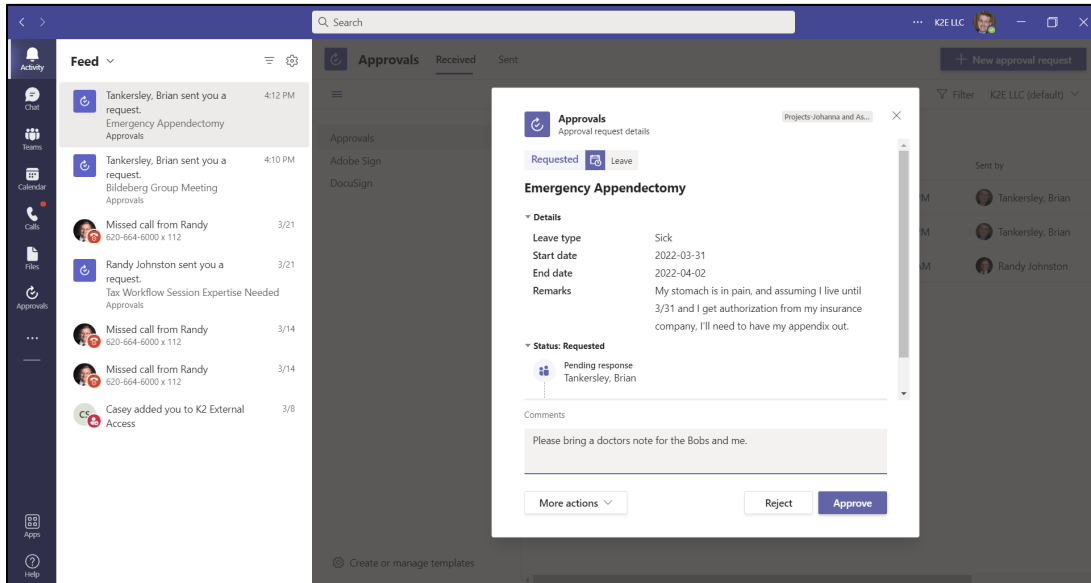 Search
K2E LLC
Activity
Chat
Teams
Calendar
Calls
Files
Approvals
Apps
Help
Feed
Tankersley, Brian sent you a
request.
4:12 PM
Emergency Appendectomy
Approvals
Tankersley, Brian sent you a
request.
4:10 PM
Bildeberg Group Meeting
Approvals
Missed call from Randy
3/21
620-664-6000 x 112
Randy Johnston sent you a
request.
3/21
Tax Workflow Session Expertise Needed
Approvals
Missed call from Randy
3/14
620-664-6000 x 112
Missed call from Randy
3/14
620-664-6000 x 112
CS
Casey added you to K2 External
Access
3/8
Approvals Received Sent
New approval request
Filter K2E LLC (default)
Approvals
Adobe Sign
DocuSign
Create or manage templates
Sent by
PM Tankersley, Brian
PM Tankersley, Brian
AM Randy Johnston
Approvals
Approval request details
Projects-Johanna and As...
Requested Leave
Emergency Appendectomy
Details
Leave type Sick
Start date 2022-03-31
End date 2022-04-02
Remarks My stomach is in pain, and assuming I live until
3/31 and I get authorization from my insurance
company, I'll need to have my appendix out.
Status: Requested
Pending response
Tankersley, Brian
Comments
Please bring a doctors note for the Bobs and me.
More actions
Reject
Approve